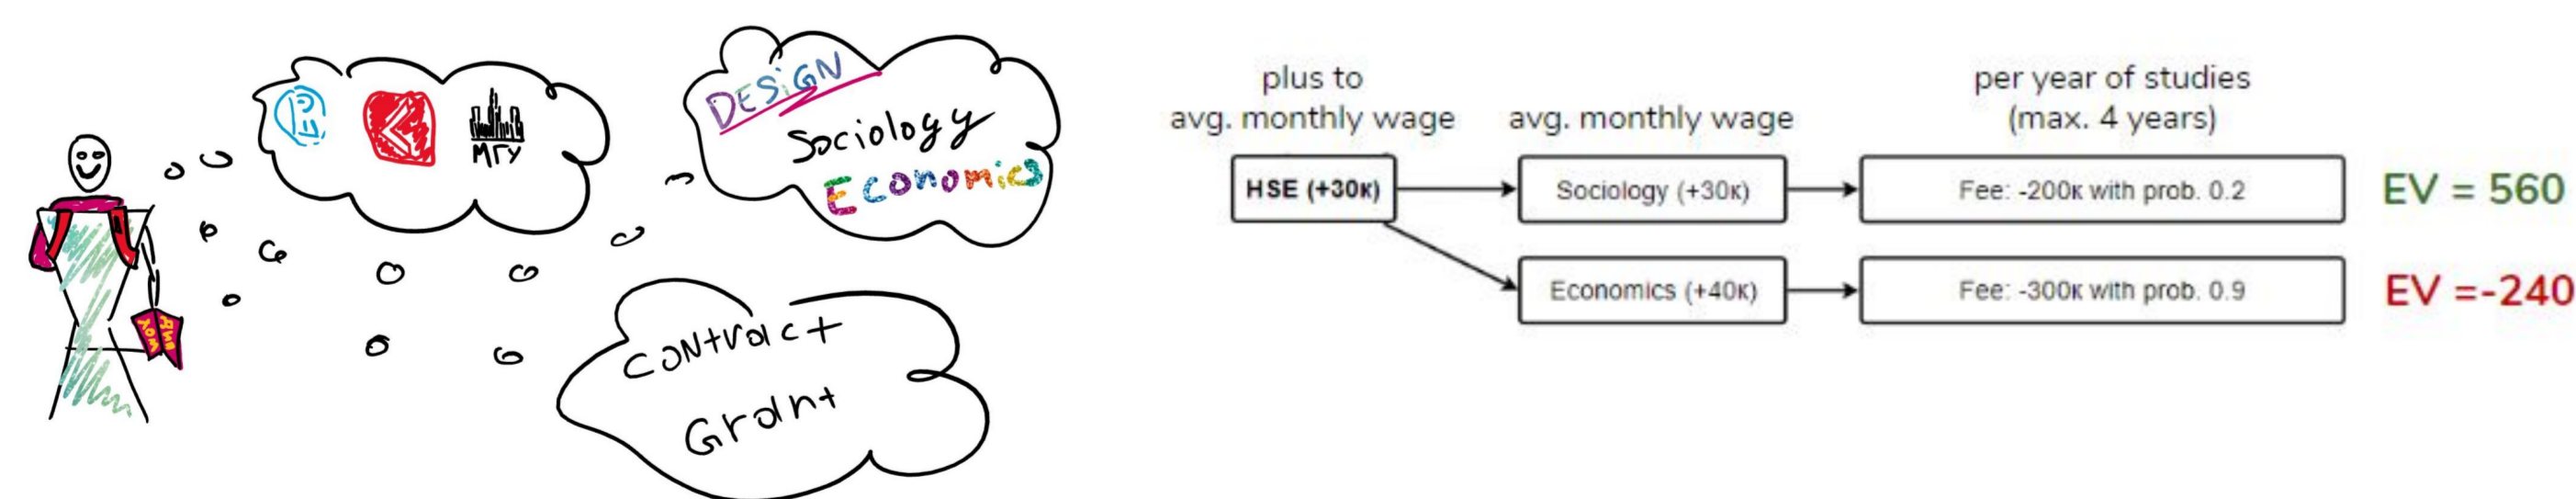 МГУ
DESIGN
Sociology
Economics
contract
Grant
plus to
avg. monthly wage
avg. monthly wage
per year of studies
(max. 4 years)
HSE (+30к)
Sociology (+30к)
Fee: -200к with prob. 0.2
EV = 560
Economics (+40к)
Fee: -300к with prob. 0.9
EV =-240